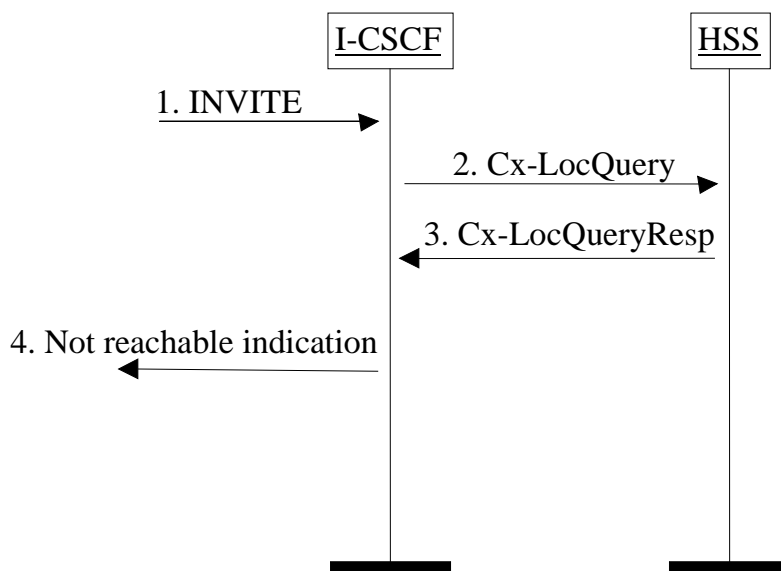 I-CSCF
HSS
1. INVITE
2. Cx-LocQuery
3. Cx-LocQueryResp
4. Not reachable indication